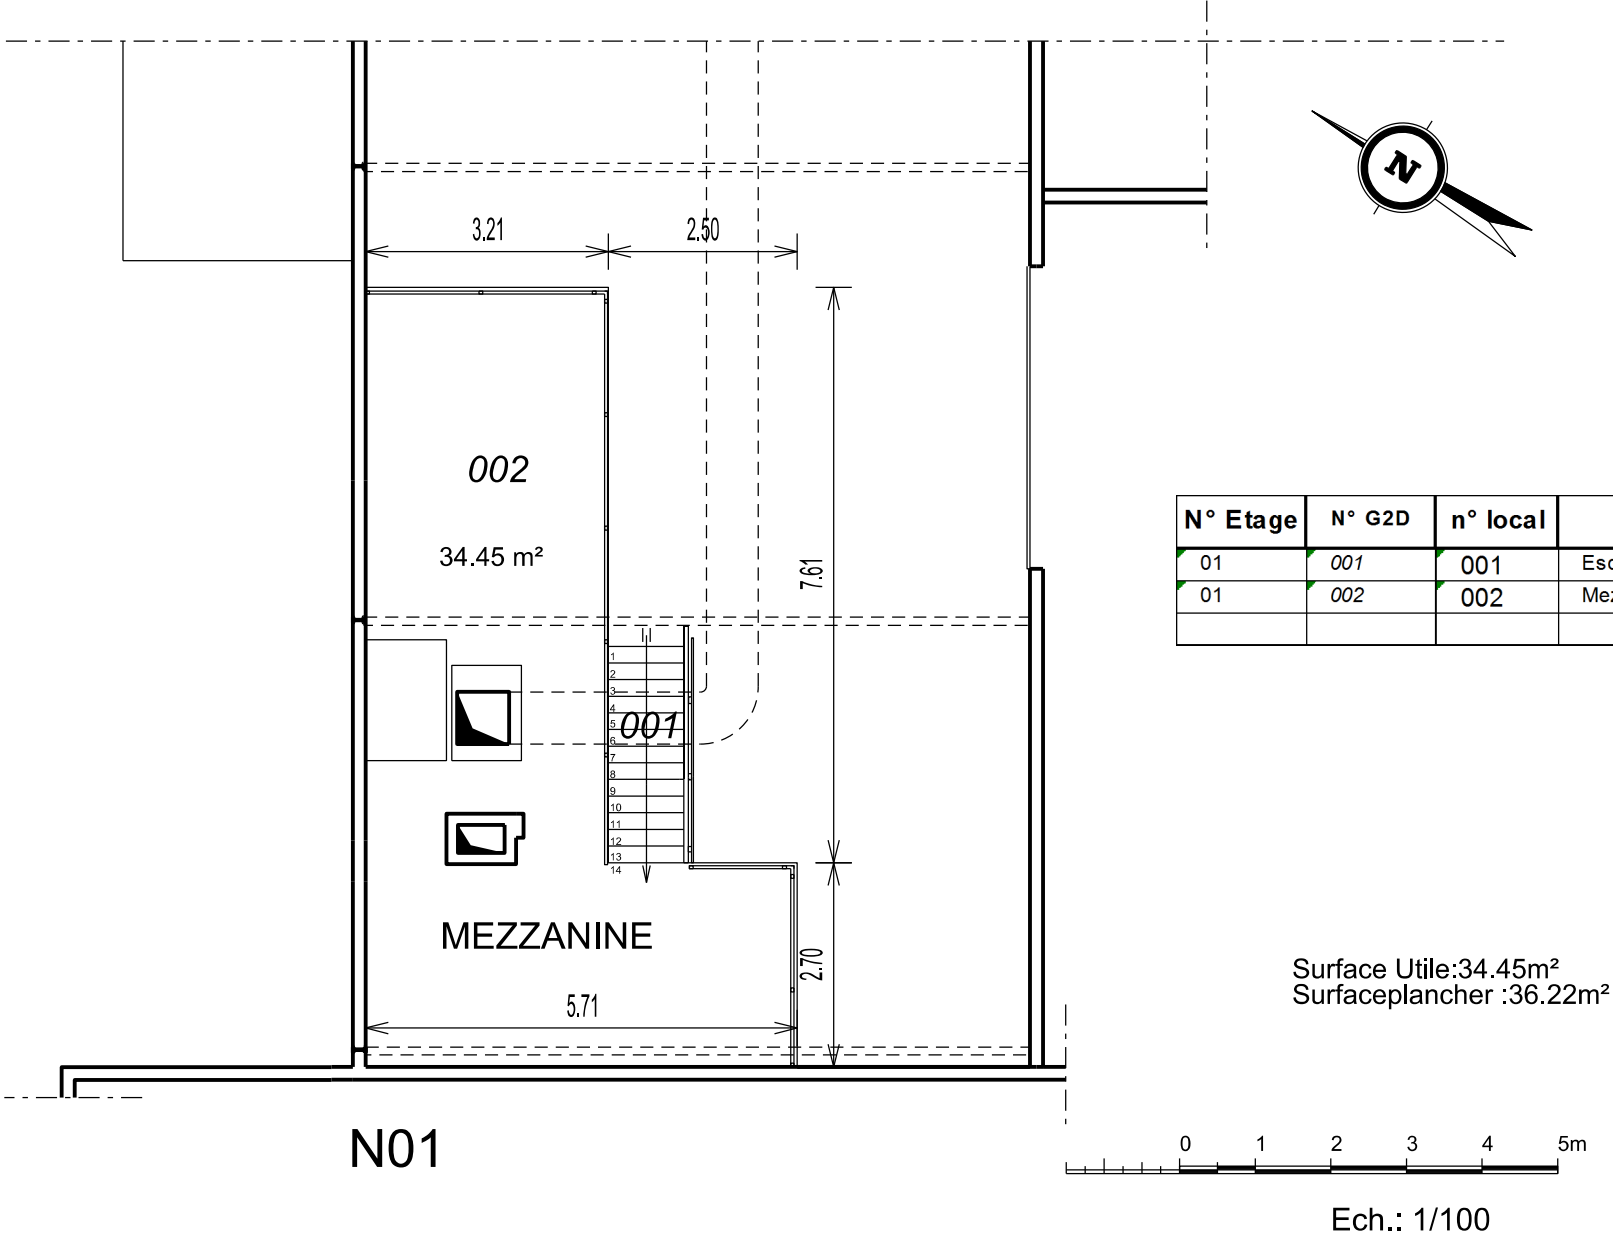 N
3.21
2.50
002
34.45 m²
7.61
N° Etage N° G2D n° local
01 001 001 Esc
01 002 002 Mez
1
2
3
4
5
6
7
8
9
10
11
12
13
14
001
MEZZANINE
2.70
5.71
Surface Utile:34.45m²
Surfaceplancher :36.22m²
N01
0 1 2 3 4 5m
Ech.: 1/100